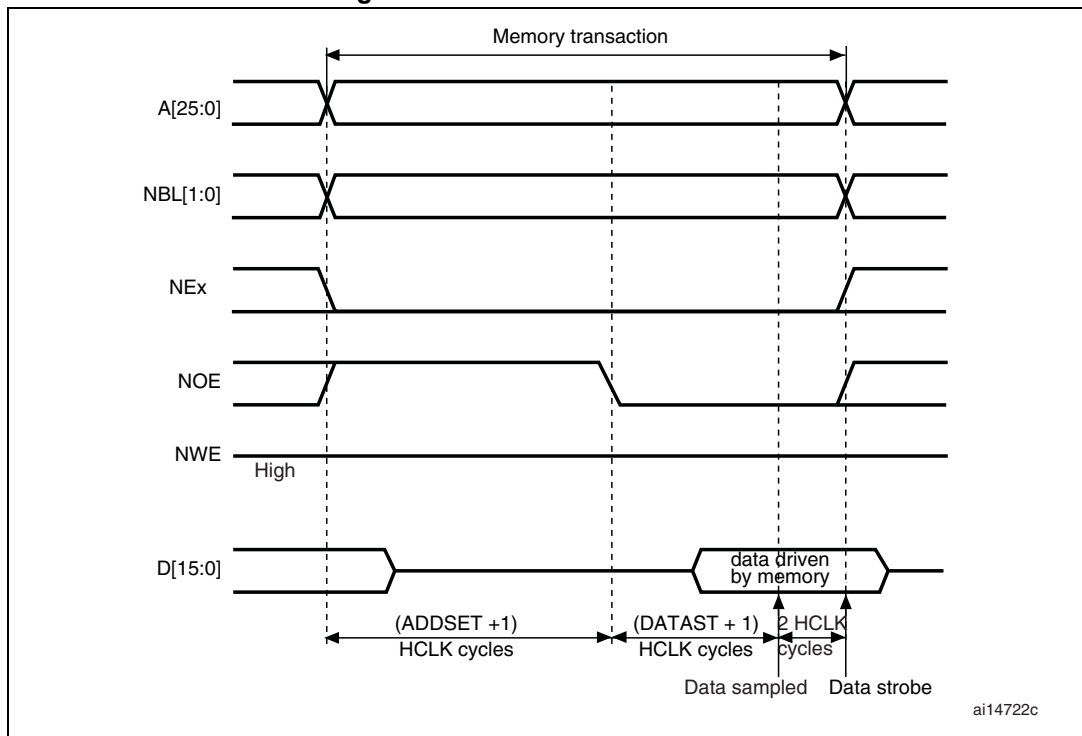 Memory transaction
A[25:0]
NBL[1:0]
NEx
NOE
NWE
High
D[15:0]
data driven
by memory
(ADDSET +1)
HCLK cycles
(DATAST + 1)
HCLK cycles
2 HCLK
cycles
Data sampled
Data strobe
ai14722c